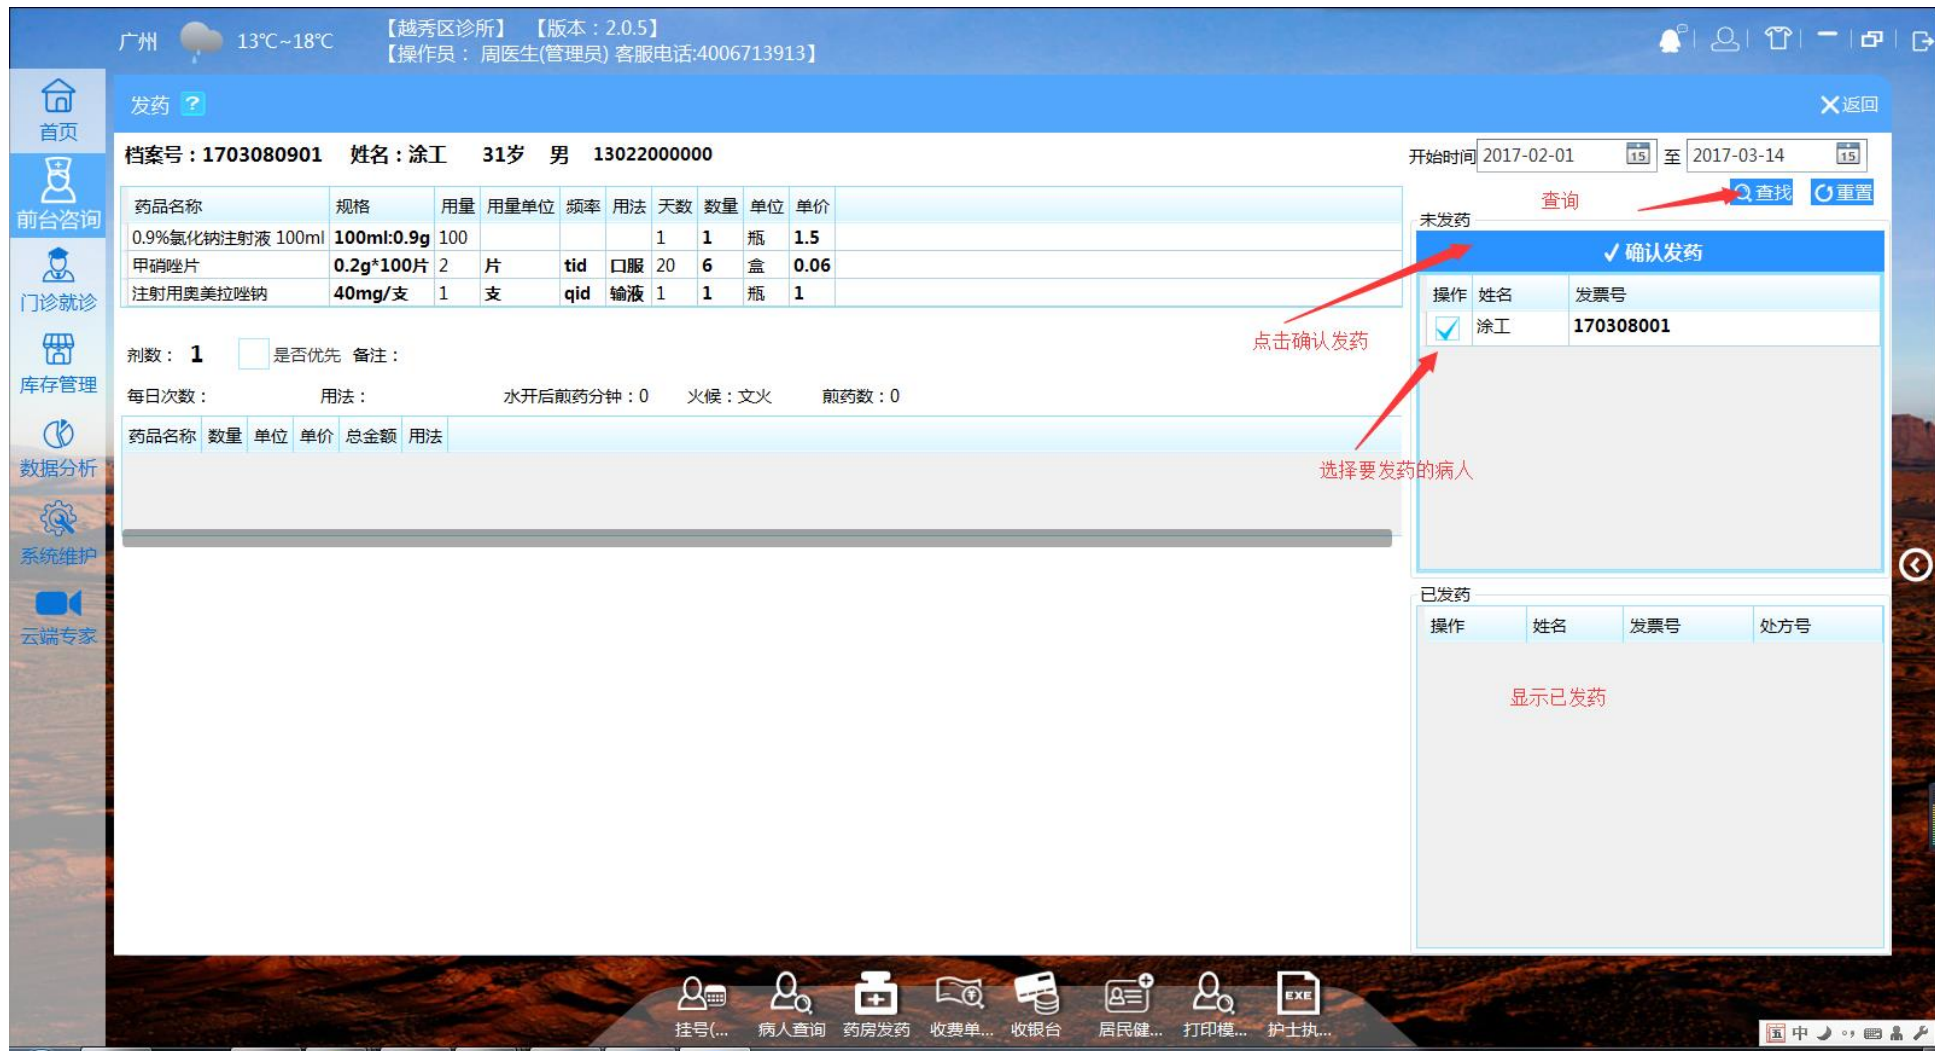 广州 13℃~18℃ 【越秀区诊所】 【版本：2.0.5】
【操作员： 周医生(管理员) 客服电话:4006713913】
首页
前台咨询
门诊就诊
库存管理
数据分析
系统维护
云端专家
发药 ? 返回
档案号：1703080901 姓名：涂工 31岁 男 13022000000
药品名称 规格 用量 用量单位 频率 用法 天数 数量 单位 单价
0.9%氯化钠注射液 100ml 100ml:0.9g 100 1 1 瓶 1.5
甲硝唑片 0.2g*100片 2 片 tid 口服 20 6 盒 0.06
注射用奥美拉唑钠 40mg/支 1 支 qid 输液 1 1 瓶 1
剂数： 1 是否优先 备注：
每日次数： 用法： 水开后煎药分钟：0 火候：文火 煎药数：0
药品名称 数量 单位 单价 总金额 用法
开始时间 2017-02-01 15 至 2017-03-14 15
查询 查找 重置
未发药
确认发药
操作 姓名 发票号
涂工 170308001
点击确认发药
选择要发药的病人
已发药
操作 姓名 发票号 处方号
显示已发药
EXE
挂号(... 病人查询 药房发药 收费单... 收银台 居民健... 打印模... 护士执...
五 中